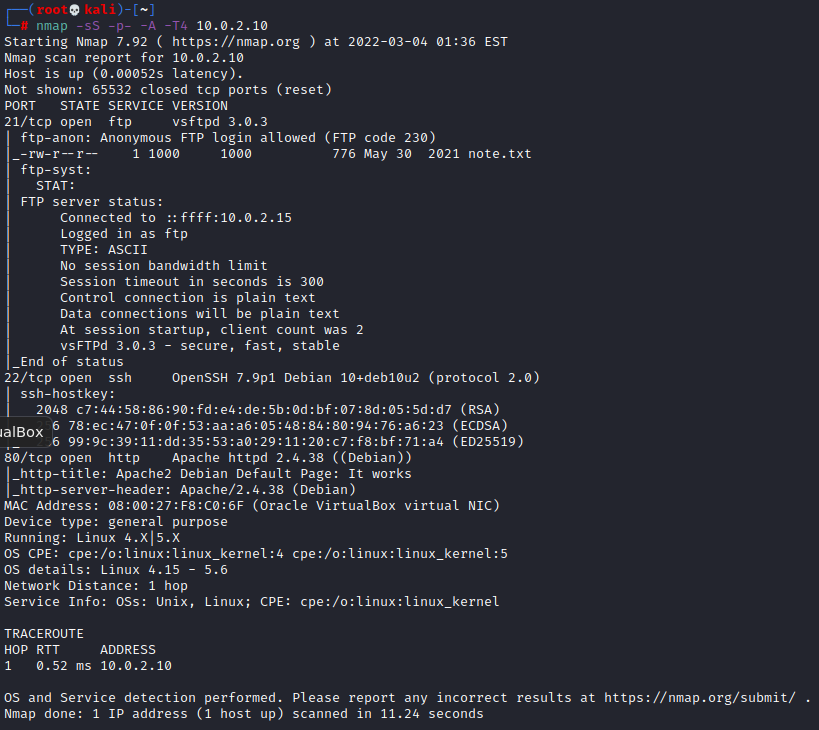 ┌──(root💀kali)-[~]
└─# nmap -sS -p- -A -T4 10.0.2.10
Starting Nmap 7.92 ( https://nmap.org ) at 2022-03-04 01:36 EST
Nmap scan report for 10.0.2.10
Host is up (0.00052s latency).
Not shown: 65532 closed tcp ports (reset)
PORT   STATE SERVICE VERSION
21/tcp open  ftp     vsftpd 3.0.3
| ftp-anon: Anonymous FTP login allowed (FTP code 230)
|_-rw-r--r--    1 1000     1000          776 May 30  2021 note.txt
| ftp-syst:
|   STAT:
| FTP server status:
|      Connected to ::ffff:10.0.2.15
|      Logged in as ftp
|      TYPE: ASCII
|      No session bandwidth limit
|      Session timeout in seconds is 300
|      Control connection is plain text
|      Data connections will be plain text
|      At session startup, client count was 2
|      vsFTPd 3.0.3 - secure, fast, stable
|_End of status
22/tcp open  ssh     OpenSSH 7.9p1 Debian 10+deb10u2 (protocol 2.0)
| ssh-hostkey:
|   2048 c7:44:58:86:90:fd:e4:de:5b:0d:bf:07:8d:05:5d:d7 (RSA)
ualBox 6 78:ec:47:0f:0f:53:aa:a6:05:48:84:80:94:76:a6:23 (ECDSA)
|_ 6 99:9c:39:11:dd:35:53:a0:29:11:20:c7:f8:bf:71:a4 (ED25519)
80/tcp open  http    Apache httpd 2.4.38 ((Debian))
|_http-title: Apache2 Debian Default Page: It works
|_http-server-header: Apache/2.4.38 (Debian)
MAC Address: 08:00:27:F8:C0:6F (Oracle VirtualBox virtual NIC)
Device type: general purpose
Running: Linux 4.X|5.X
OS CPE: cpe:/o:linux:linux_kernel:4 cpe:/o:linux:linux_kernel:5
OS details: Linux 4.15 - 5.6
Network Distance: 1 hop
Service Info: OSs: Unix, Linux; CPE: cpe:/o:linux:linux_kernel
TRACEROUTE
HOP RTT     ADDRESS
1   0.52 ms 10.0.2.10
OS and Service detection performed. Please report any incorrect results at https://nmap.org/submit/ .
Nmap done: 1 IP address (1 host up) scanned in 11.24 seconds